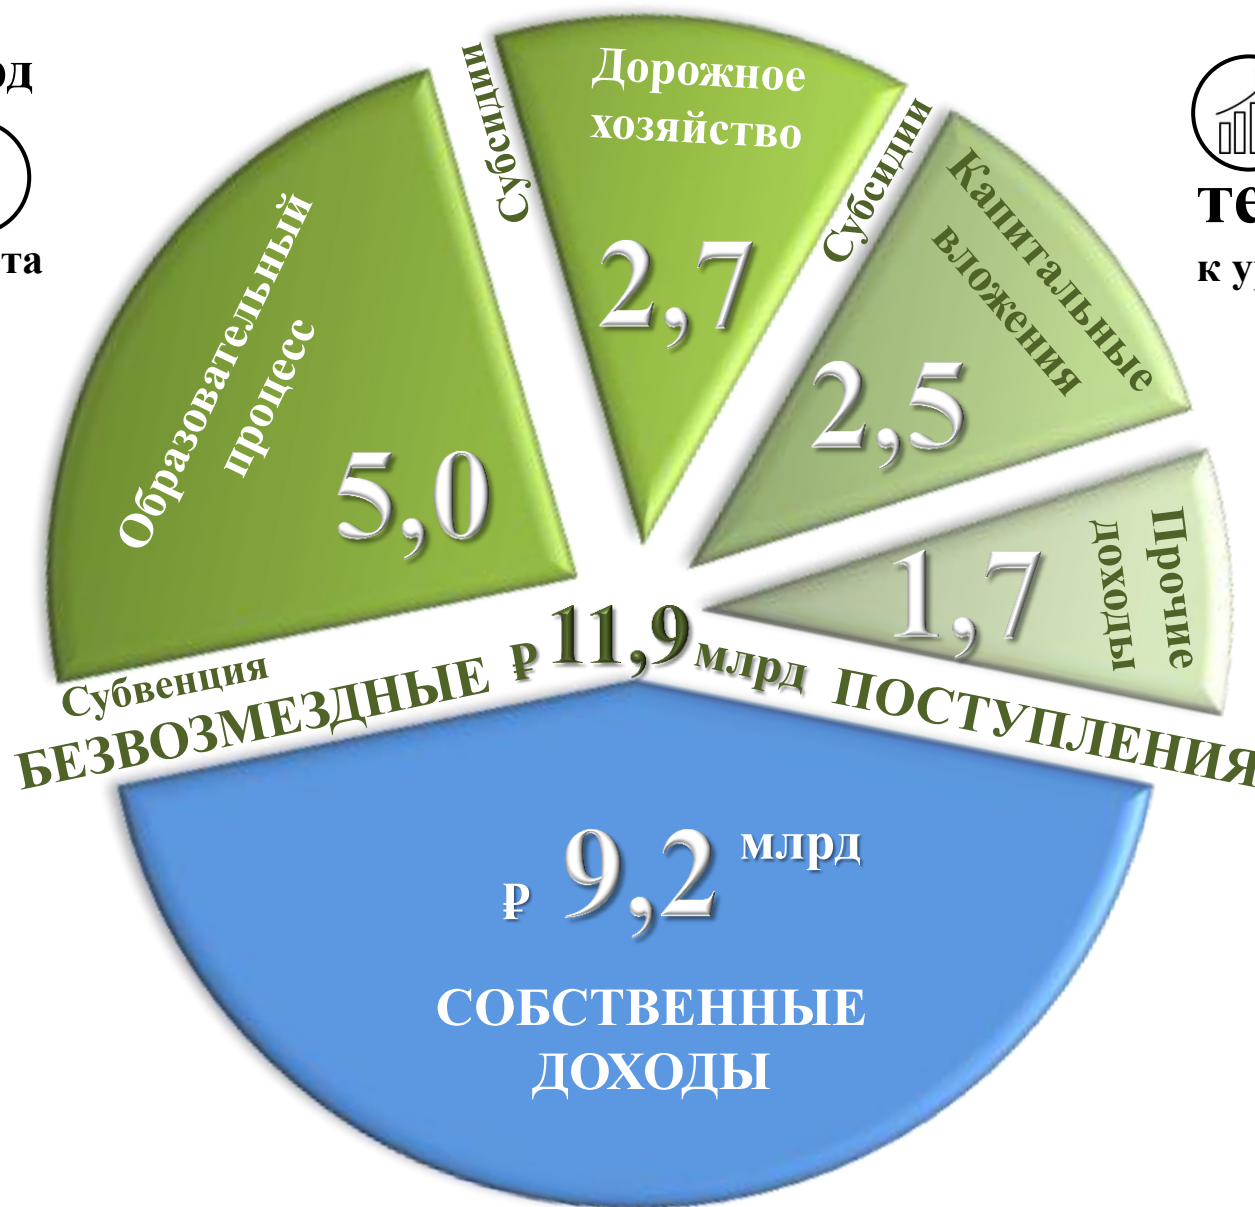 Субсидии
Дорожное
хозяйство
2,7
Субсидии
Капитальные
вложения
2,5
Образовательный
процесс
5,0
Прочие
доходы
1,7
Субвенция
БЕЗВОЗМЕЗДНЫЕ ₽ 11,9 млрд ПОСТУПЛЕНИЯ
₽ 9,2 млрд
СОБСТВЕННЫЕ
ДОХОДЫ